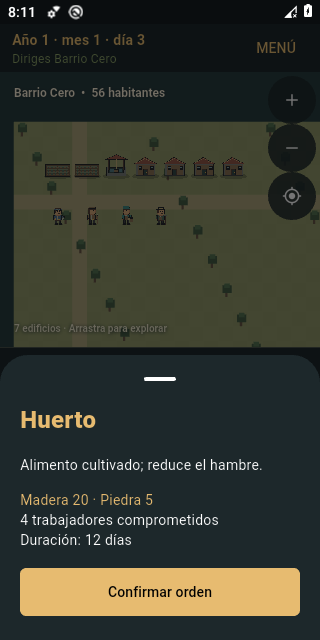 8:11
Año 1 · mes 1 · día 3
Diriges Barrio Cero
MENÚ
Barrio Cero • 56 habitantes
7 edificios · Arrastra para explorar
Huerto
Alimento cultivado; reduce el hambre.
Madera 20 · Piedra 5
4 trabajadores comprometidos
Duración: 12 días
Confirmar orden